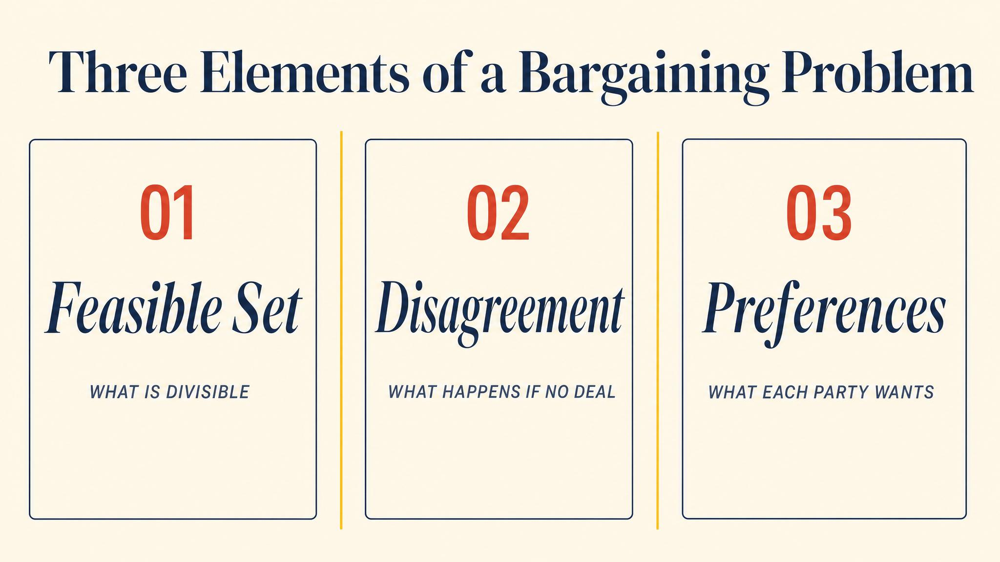 Three Elements of a Bargaining Problem
01
Feasible Set
WHAT IS DIVISIBLE
02
Disagreement
WHAT HAPPENS IF NO DEAL
03
Preferences
WHAT EACH PARTY WANTS